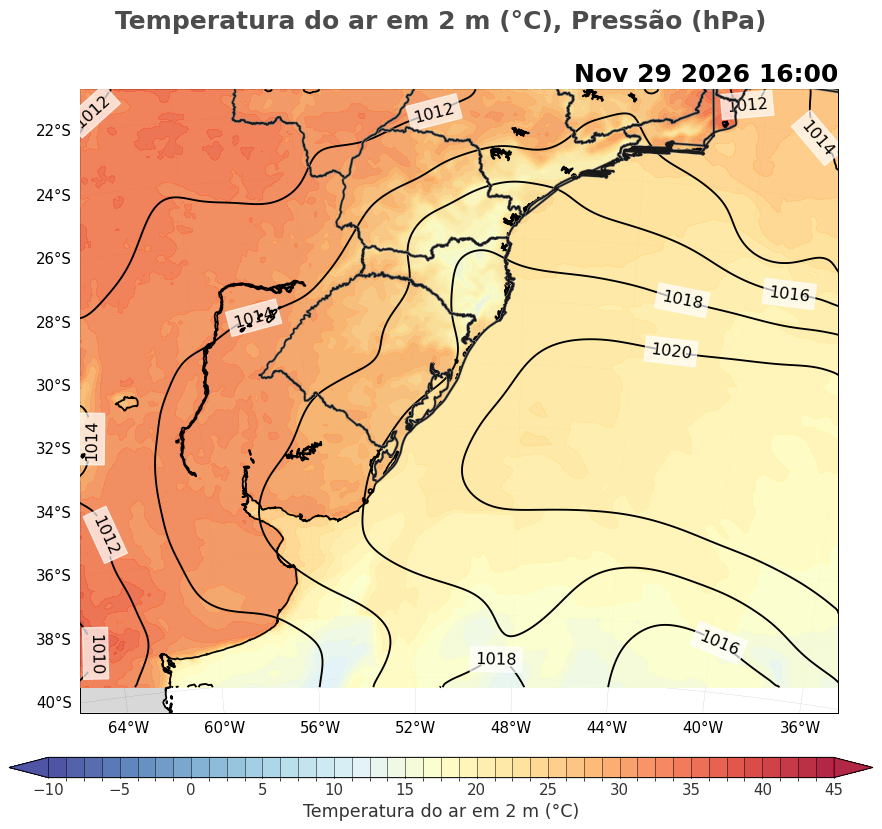 Temperatura do ar em 2 m (°C), Pressão (hPa)
Nov 29 2026 16:00
1012
1012
1012
1014
22°S
24°S
26°S
28°S
30°S
32°S
34°S
36°S
38°S
40°S
1018
1016
1014
1020
1014
1012
1010
1018
1016
64°W
60°W
56°W
52°W
48°W
44°W
40°W
36°W
−10
−5
0
5
10
15
20
25
30
35
40
45
Temperatura do ar em 2 m (°C)